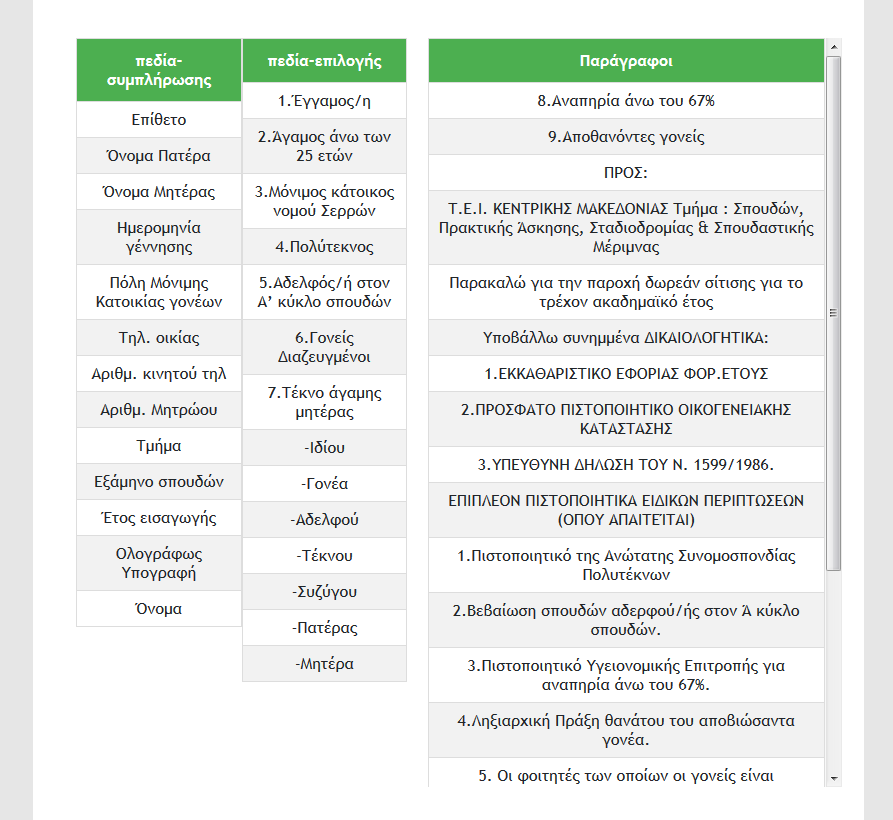 πεδία-
συμπλήρωσης
Επίθετο
Όνομα Πατέρα
Όνομα Μητέρας
Ημερομηνία
γέννησης
Πόλη Μόνιμης
Κατοικίας γονέων
Τηλ. οικίας
Αριθμ. κινητού τηλ
Αριθμ. Μητρώου
Τμήμα
Εξάμηνο σπουδών
Έτος εισαγωγής
Ολογράφως
Υπογραφή
Όνομα
πεδία-επιλογής
1.Έγγαμος/η
2.Άγαμος άνω των
25 ετών
3.Μόνιμος κάτοικος
νομού Σερρών
4.Πολύτεκνος
5.Αδελφός/ή στον
Α’ κύκλο σπουδών
6.Γονείς
Διαζευγμένοι
7.Τέκνο άγαμης
μητέρας
-Ιδίου
-Γονέα
-Αδελφού
-Τέκνου
-Συζύγου
-Πατέρας
-Μητέρα
Παράγραφοι
8.Αναπηρία άνω του 67%
9.Αποθανόντες γονείς
ΠΡΟΣ:
Τ.Ε.Ι. ΚΕΝΤΡΙΚΗΣ ΜΑΚΕΔΟΝΙΑΣ Τμήμα : Σπουδών,
Πρακτικής Άσκησης, Σταδιοδρομίας & Σπουδαστικής
Μέριμνας
Παρακαλώ για την παροχή δωρεάν σίτισης για το
τρέχον ακαδημαϊκό έτος
Υποβάλλω συνημμένα ΔΙΚΑΙΟΛΟΓΗΤΙΚΑ:
1.ΕΚΚΑΘΑΡΙΣΤΙΚΟ ΕΦΟΡΙΑΣ ΦΟΡ.ΕΤΟΥΣ
2.ΠΡΟΣΦΑΤΟ ΠΙΣΤΟΠΟΙΗΤΙΚΟ ΟΙΚΟΓΕΝΕΙΑΚΗΣ
ΚΑΤΑΣΤΑΣΗΣ
3.ΥΠΕΥΘΥΝΗ ΔΗΛΩΣΗ ΤΟΥ Ν. 1599/1986.
ΕΠΙΠΛΕΟΝ ΠΙΣΤΟΠΟΙΗΤΙΚΑ ΕΙΔΙΚΩΝ ΠΕΡΙΠΤΩΣΕΩΝ
(ΟΠΟΥ ΑΠΑΙΤΕΊΤΑΙ)
1.Πιστοποιητικό της Ανώτατης Συνομοσπονδίας
Πολυτέκνων
2.Βεβαίωση σπουδών αδερφού/ής στον Ά κύκλο
σπουδών.
3.Πιστοποιητικό Υγειονομικής Επιτροπής για
αναπηρία άνω του 67%.
4.Ληξιαρχική Πράξη θανάτου του αποβιώσαντα
γονέα.
5. Οι φοιτητές των οποίων οι γονείς είναι